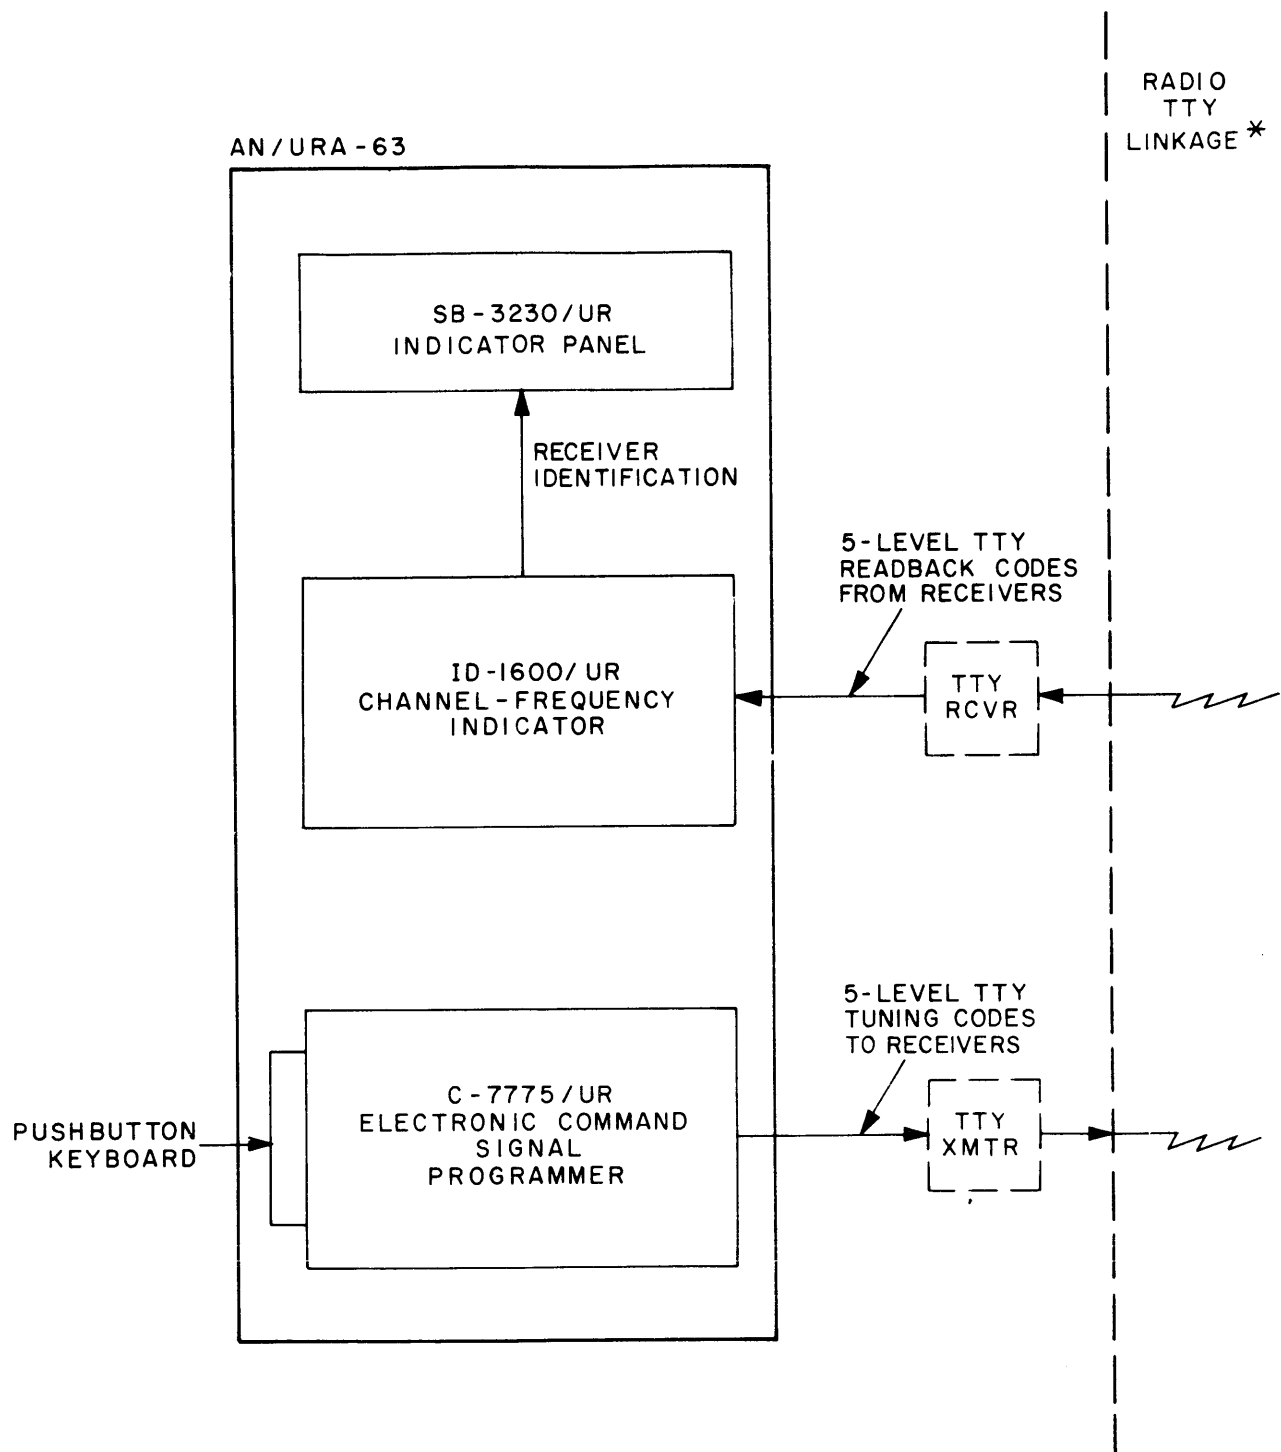 RADIO
TTY
LINKAGE*
AN/URA-63
SB-3230/UR
INDICATOR PANEL
RECEIVER
IDENTIFICATION
5-LEVEL TTY
READBACK CODES
FROM RECEIVERS
ID-1600/UR
CHANNEL-FREQUENCY
INDICATOR
TTY
RCVR
5-LEVEL TTY
TUNING CODES
TO RECEIVERS
C-7775/UR
ELECTRONIC COMMAND
SIGNAL
PROGRAMMER
TTY
XMTR
PUSHBUTTON
KEYBOARD